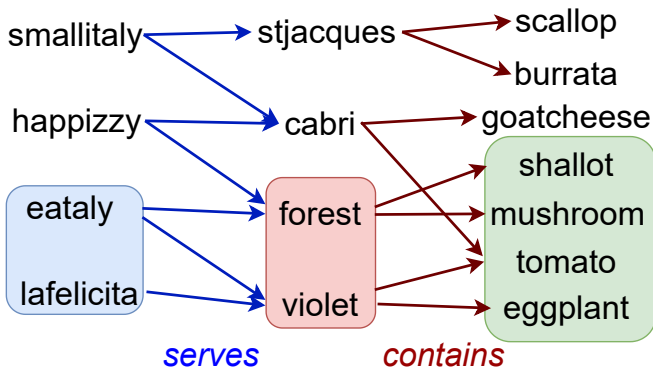 smallitaly
happizzy
eataly
lafelicita
serves
stjacques
cabri
forest
violet
contains
scallop
burrata
goatcheese
shallot
mushroom
tomato
eggplant